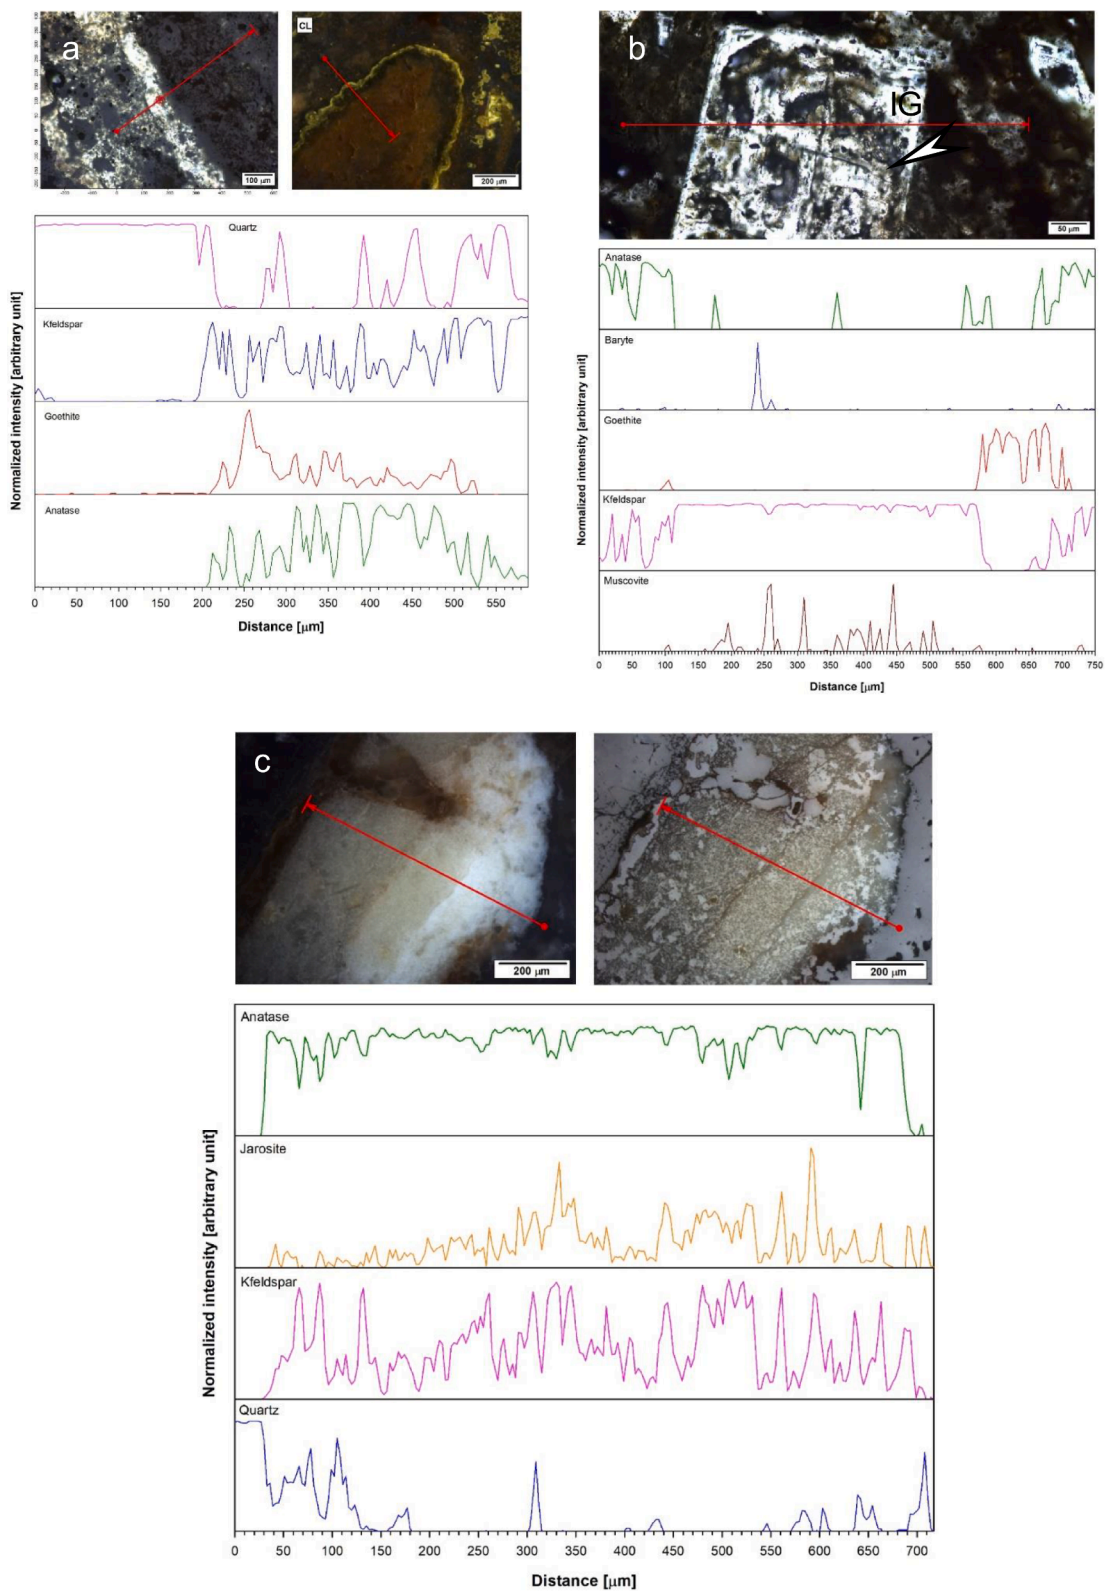 a
CL
100 µm
200 µm
b
IG
50 µm
Normalized intensity [arbitrary unit]
Quartz
Kfeldspar
Goethite
Anatase
0 50 100 150 200 250 300 350 400 450 500 550
Distance [µm]
Normalized intensity [arbitrary unit]
Anatase
Baryte
Goethite
Kfeldspar
Muscovite
0 50 100 150 200 250 300 350 400 450 500 550 600 650 700 750
Distance [µm]
c
200 µm
200 µm
Normalized intensity [arbitrary unit]
Normalized intensity [arbitrary unit]
Anatase
Jarosite
Kfeldspar
Quartz
0 50 100 150 200 250 300 350 400 450 500 550 600 650 700
Distance [µm]